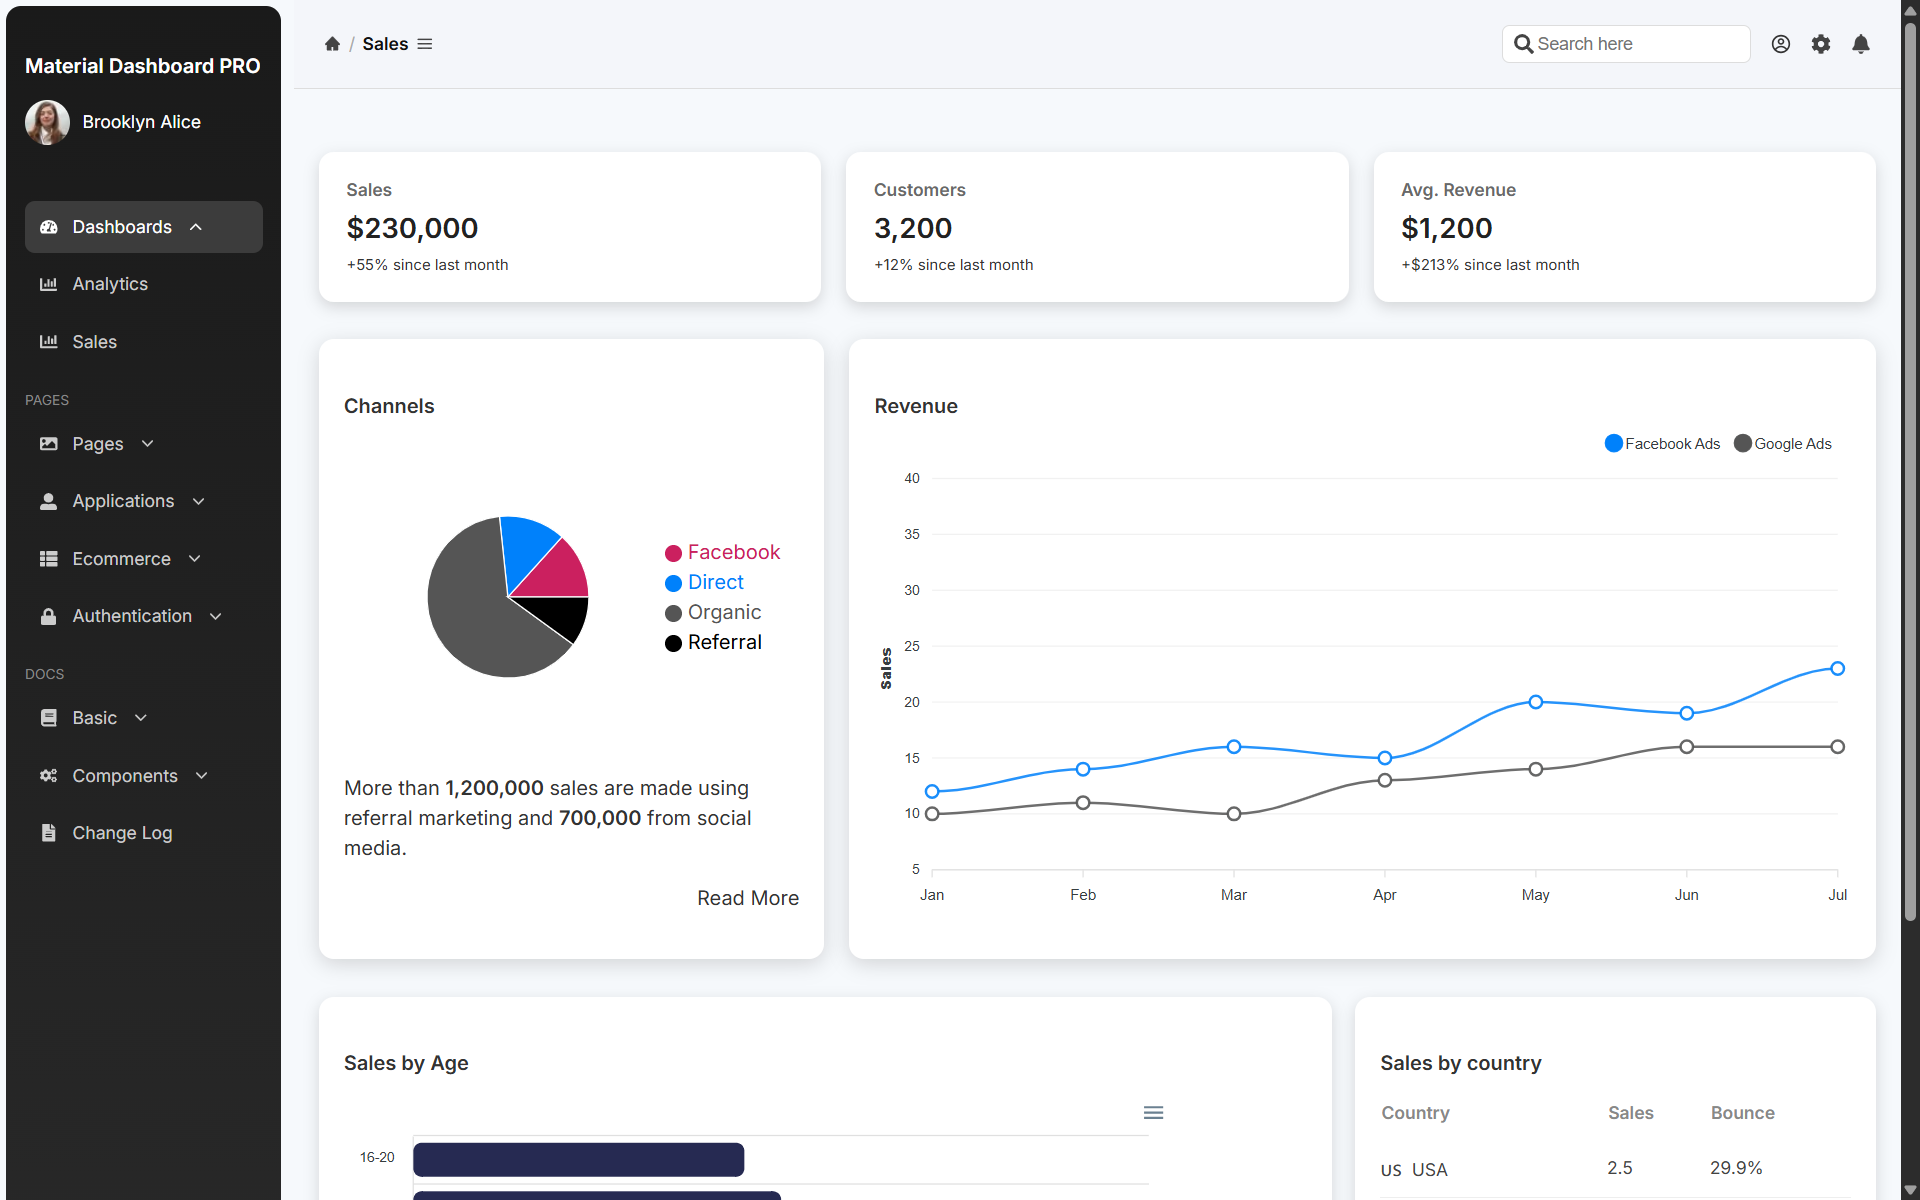 Material Dashboard PRO
Brooklyn Alice
Dashboards
Analytics
Sales
PAGES
Pages
Applications
Ecommerce
Authentication
DOCS
Basic
Components
Change Log
/ Sales
Search here
Sales
$230,000
+55% since last month
Customers
3,200
+12% since last month
Avg. Revenue
$1,200
+$213% since last month
Channels
Facebook
Direct
Organic
Referral
More than 1,200,000 sales are made using
referral marketing and 700,000 from social
media.
Read More
Revenue
Facebook Ads Google Ads
40
35
30
25
20
15
10
5
Sales
Jan Feb Mar Apr May Jun Jul
Sales by Age
16-20
Sales by country
Country Sales Bounce
US USA 2.5 29.9%